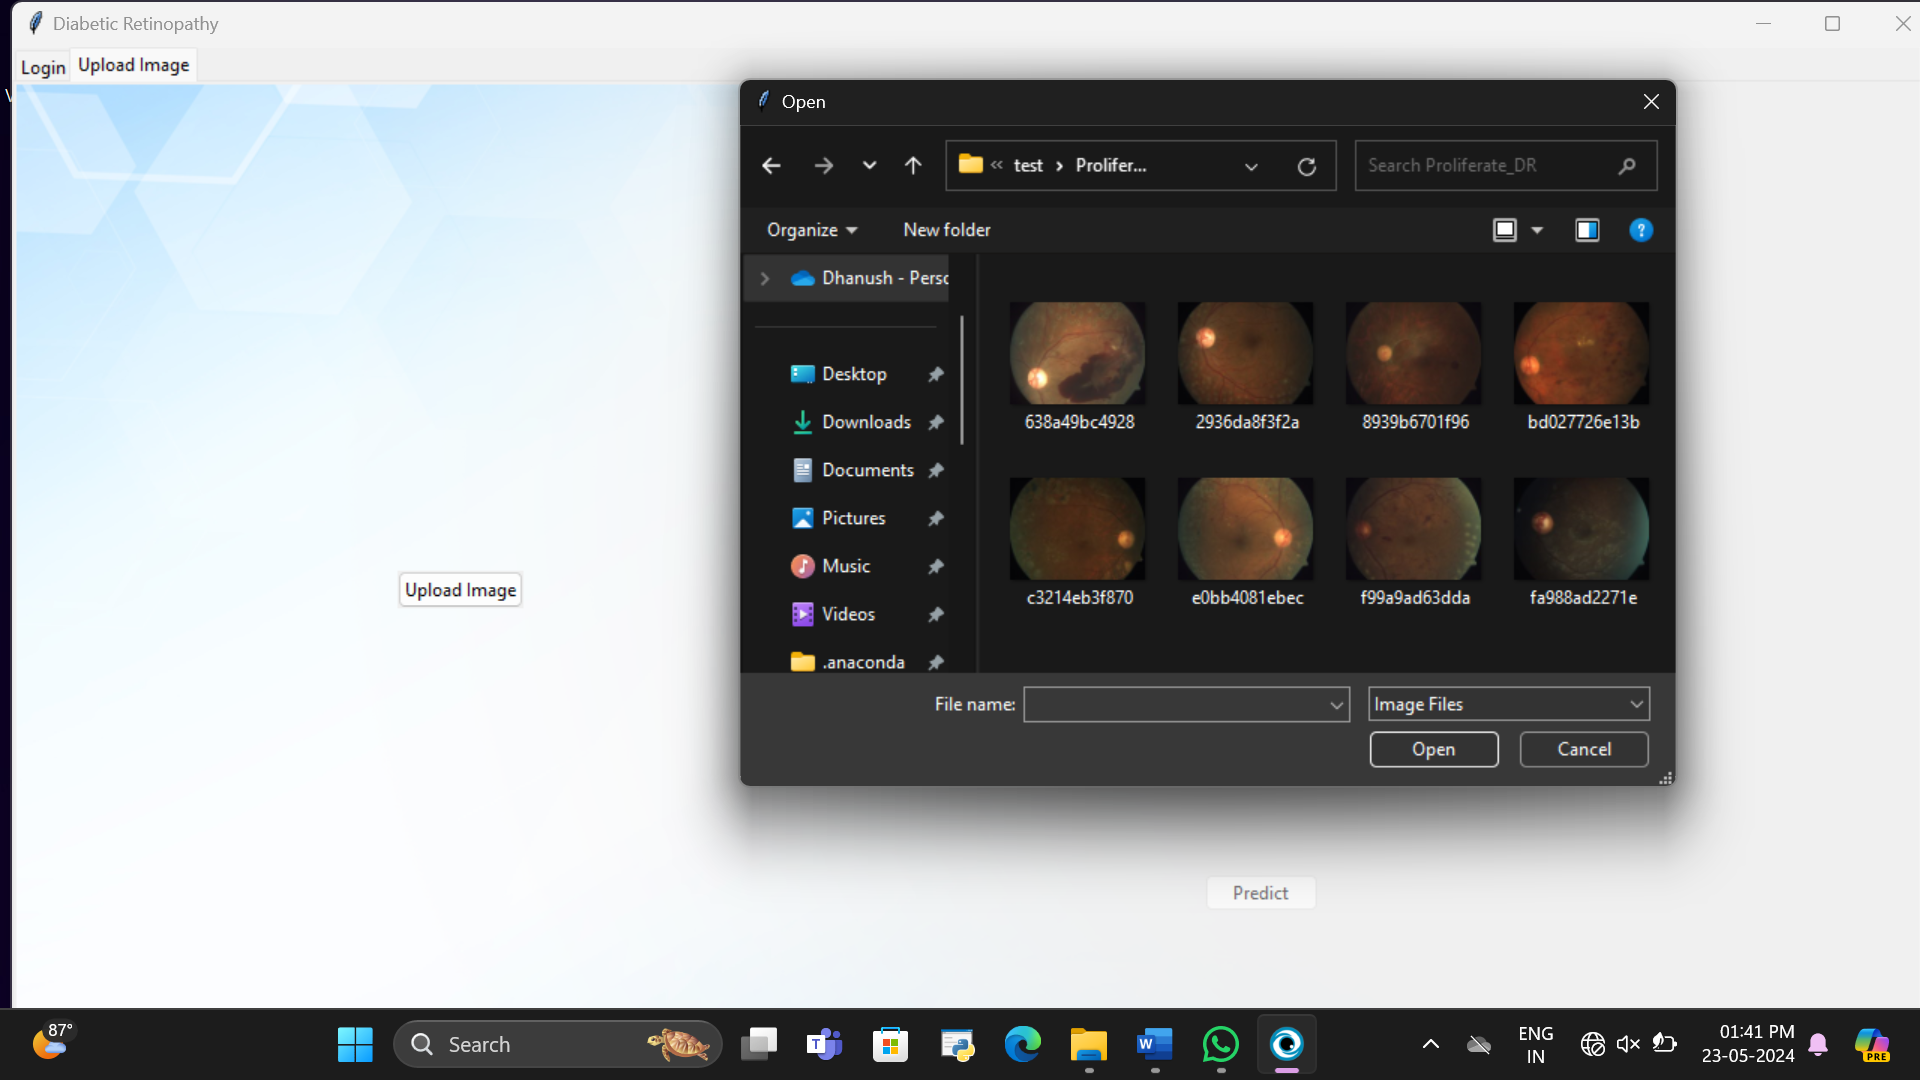 Diabetic Retinopathy
Login
Upload Image
Open
« test › Prolifer...
Search Proliferate_DR
Organize
New folder
Dhanush - Persc
Desktop
Downloads
Documents
Pictures
Music
Videos
.anaconda
638a49bc4928
2936da8f3f2a
8939b6701f96
bd027726e13b
c3214eb3f870
e0bb4081ebec
f99a9ad63dda
fa988ad2271e
File name:
Image Files
Open
Cancel
Upload Image
Predict
87°
Search
ENG
IN
01:41 PM
23-05-2024
PRE